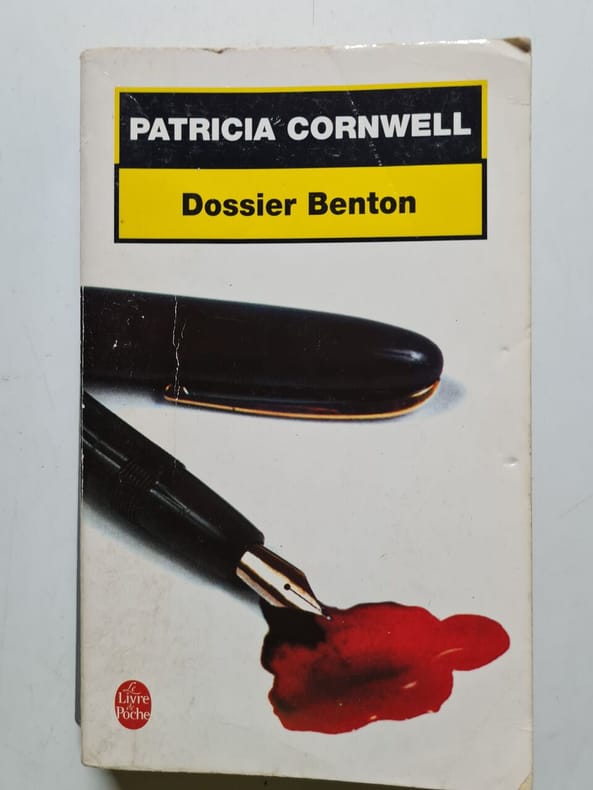 PATRICIA CORNWELL
Dossier Benton
Le
Livre
de
Poche